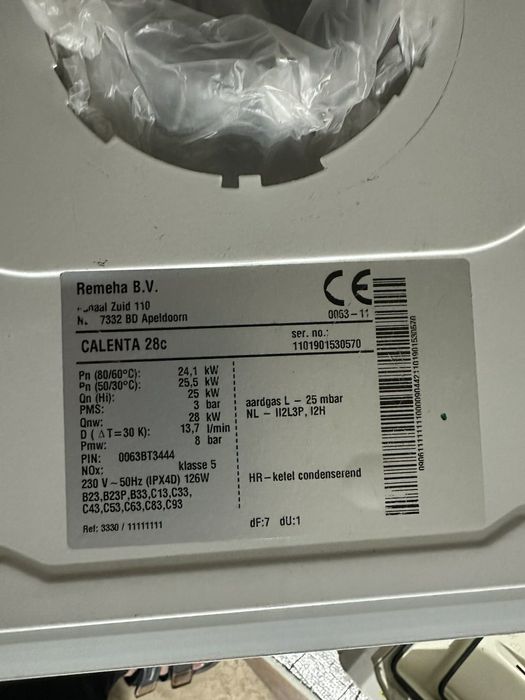 Remeha B.V.
Zuid 110
7332 BD Apeldoorn
CE
0063-11
CALENTA 28c
ser. no.:
1101901530570
Pn (80/60°C): 24,1 kW
Pn (50/30°C): 25,5 kW
Qn (Hi): 25 kW
PMS: 3 bar
Qnw: 28 kW
D (ΔT=30 K): 13,7 l/min
Pmw: 8 bar
PIN: 0063BT3444
NOx: klasse 5
230 V ~50Hz (IPX4D) 126W
B23,B23P,B33,C13,C33,
C43,C53,C63,C83,C93
Ref: 3330 / 11111111
aardgas L - 25 mbar
NL - II2L3P, I2H
HR-ketel condenserend
dF:7 dU:1